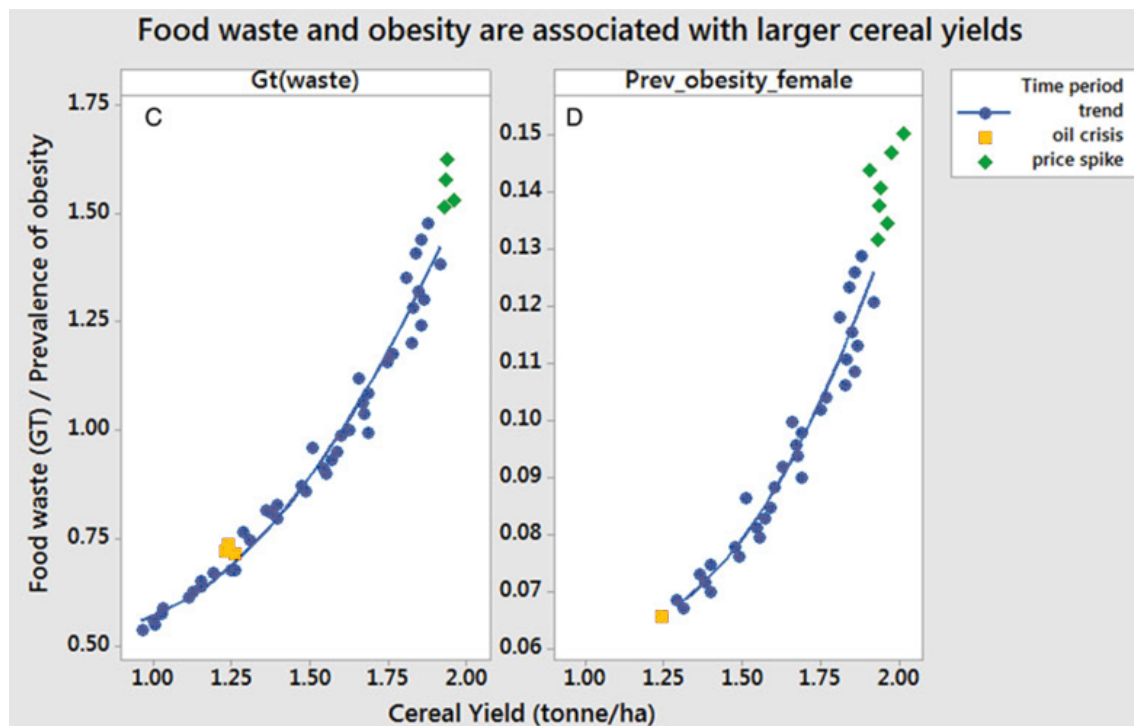 Food waste and obesity are associated with larger cereal yields
Gt(waste)
Prev_obesity_female
Time period
trend
oil crisis
price spike
C
D
Food waste (GT) / Prevalence of obesity
1.75
1.50
1.25
1.00
0.75
0.50
0.15
0.14
0.13
0.12
0.11
0.10
0.09
0.08
0.07
0.06
1.00 1.25 1.50 1.75 2.00
1.00 1.25 1.50 1.75 2.00
Cereal Yield (tonne/ha)